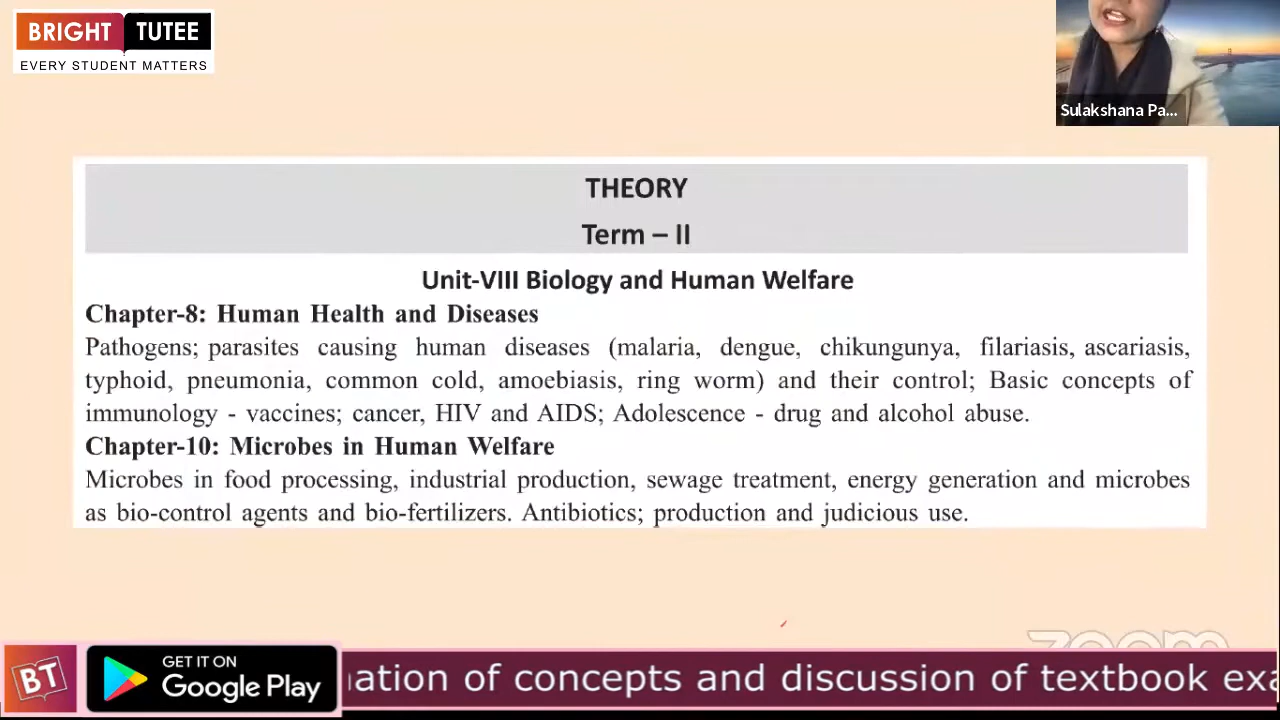 BRIGHT TUTEE
EVERY STUDENT MATTERS
Sulakshana Pa...
THEORY
Term – II
Unit-VIII Biology and Human Welfare
Chapter-8: Human Health and Diseases
Pathogens; parasites causing human diseases (malaria, dengue, chikungunya, filariasis, ascariasis,
typhoid, pneumonia, common cold, amoebiasis, ring worm) and their control; Basic concepts of
immunology - vaccines; cancer, HIV and AIDS; Adolescence - drug and alcohol abuse.
Chapter-10: Microbes in Human Welfare
Microbes in food processing, industrial production, sewage treatment, energy generation and microbes
as bio-control agents and bio-fertilizers. Antibiotics; production and judicious use.
zoom
BT
GET IT ON
Google Play
of concepts and discussion of textbook